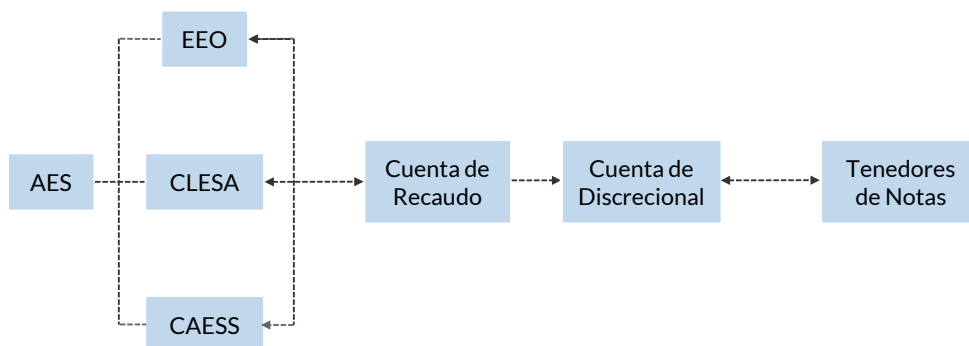 EEO
AES
CLESA
Cuenta de
Recaudo
Cuenta de
Discrecional
Tenedores
de Notas
CAESS